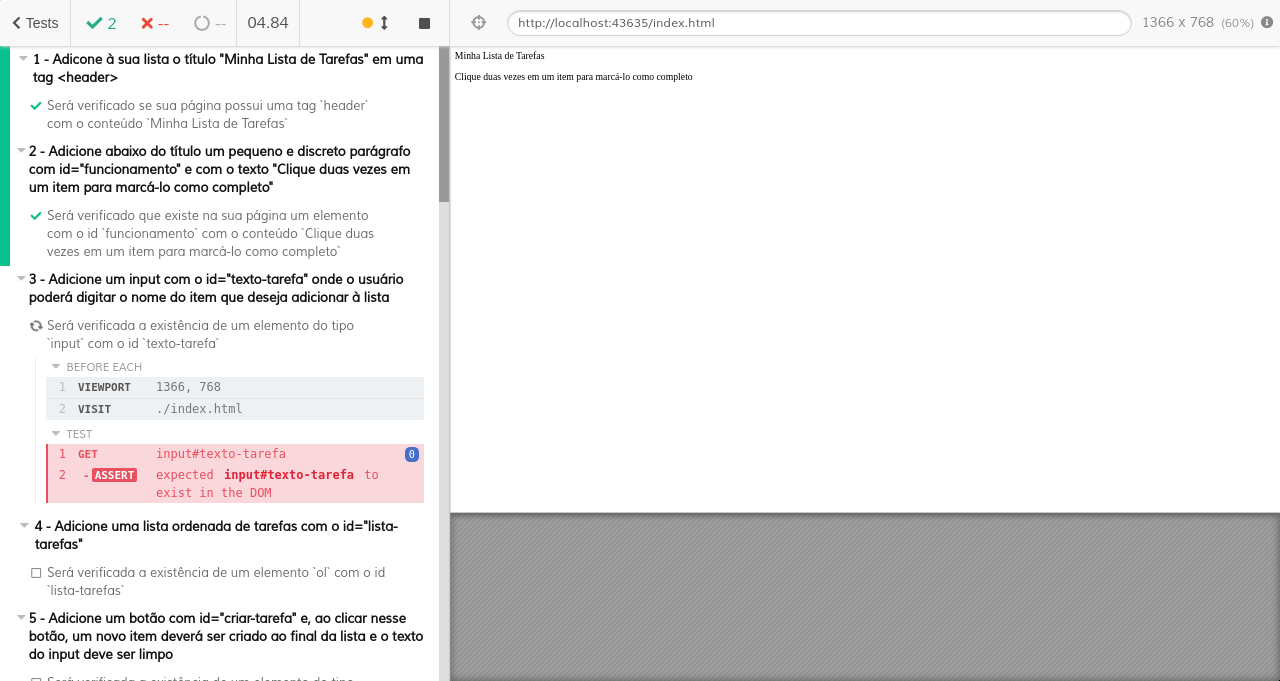 Tests
2
--
--
04.84
http://localhost:43635/index.html
1366 x 768 (60%)
1 - Adicone à sua lista o título "Minha Lista de Tarefas" em uma
tag <header>
Será verificado se sua página possui uma tag `header`
com o conteúdo `Minha Lista de Tarefas`
2 - Adicione abaixo do título um pequeno e discreto parágrafo
com id="funcionamento" e com o texto "Clique duas vezes em
um item para marcá-lo como completo"
Será verificado que existe na sua página um elemento
com o id `funcionamento` com o conteúdo `Clique duas
vezes em um item para marcá-lo como completo`
3 - Adicione um input com o id="texto-tarefa" onde o usuário
poderá digitar o nome do item que deseja adicionar à lista
Será verificada a existência de um elemento do tipo
`input` com o id `texto-tarefa`
BEFORE EACH
1 VIEWPORT 1366, 768
2 VISIT ./index.html
TEST
1 GET input#texto-tarefa 0
2 -ASSERT expected input#texto-tarefa to
exist in the DOM
4 - Adicione uma lista ordenada de tarefas com o id="lista-
tarefas"
Será verificada a existência de um elemento `ol` com o id
`lista-tarefas`
5 - Adicione um botão com id="criar-tarefa" e, ao clicar nesse
botão, um novo item deverá ser criado ao final da lista e o texto
do input deve ser limpo
Será verificada a existência de um elemento do tipo
Minha Lista de Tarefas
Clique duas vezes em um item para marcá-lo como completo